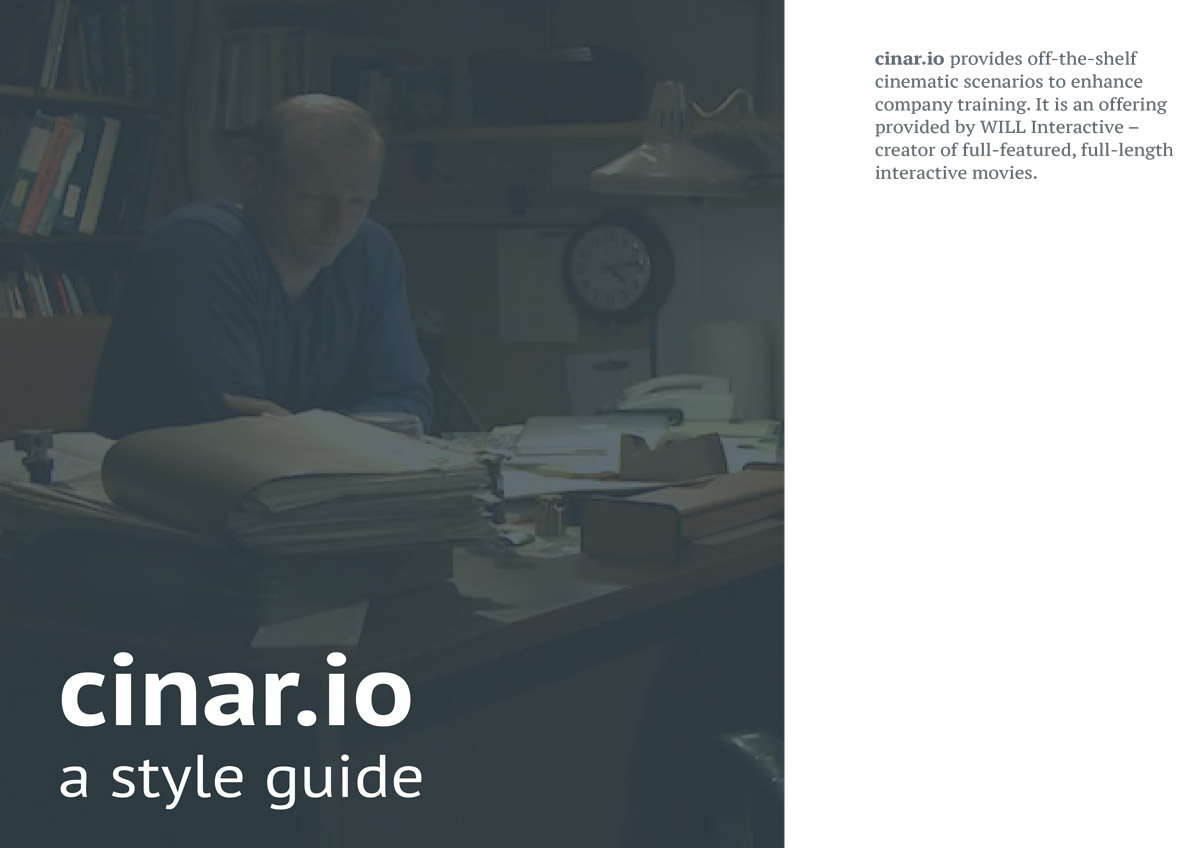 cinar.io provides off-the-shelf
cinematic scenarios to enhance
company training. It is an offering
provided by WILL Interactive –
creator of full-featured, full-length
interactive movies.
cinar.io
a style guide